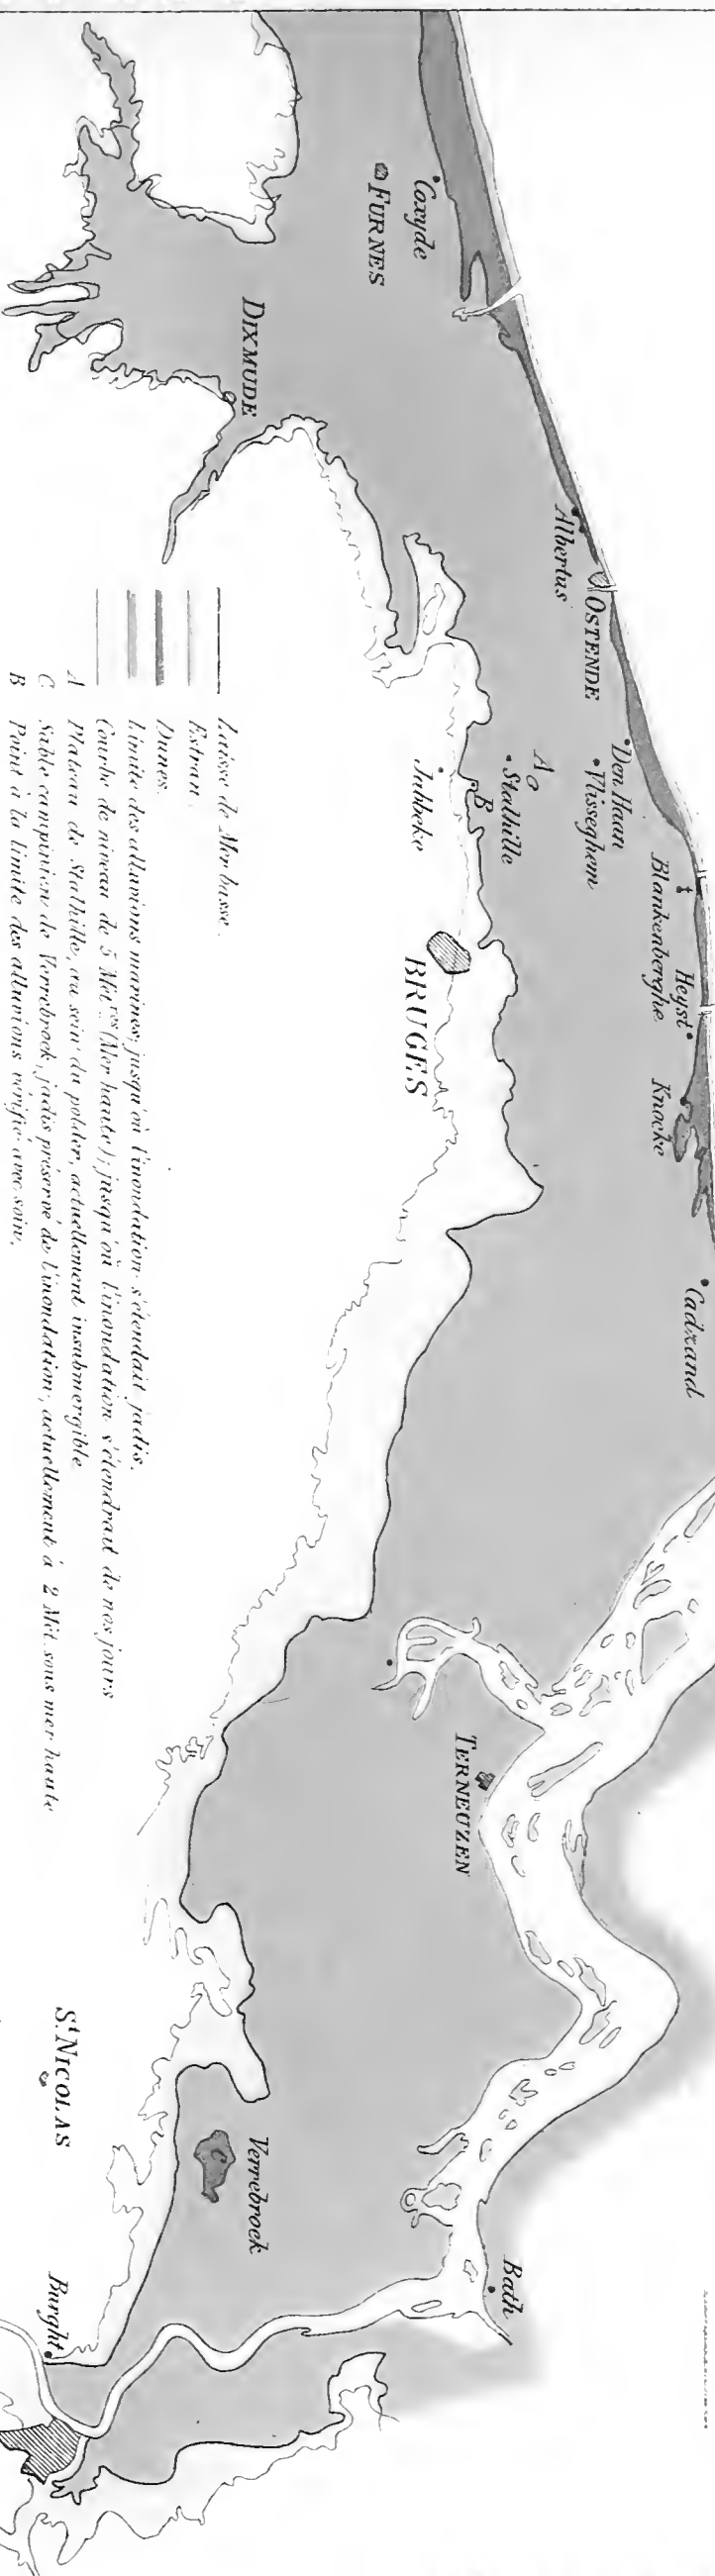 Coxyde
FURNES
DIXMUDE
Albertus
OSTENDE
Den Haan
Vlisseghem
A
Stalhille
B
Jabbeke
BRUGES
Blankenberghe
Heyst
Knocke
Cadzand
TERNEUZEN
St. NICOLAS
Verrebroek
C
Bath
Burght
Laisse de Mer basse.
Estran.
Dunes.
Limite des alluvions marines; jusqu'où l'inondation s'étendait jadis.
Courbe de niveau de 5 Mètres (Mer haute); jusqu'où l'inondation s'étendrait de nos jours
A Plateau de Stalhille, au sein du polder, actuellement insubmergible.
C Sable campinien de Verrebroek, jadis préservé de l'inondation, actuellement à 2 Mèt. sous mer haute
B Point à la limite des alluvions vérifié avec soin.